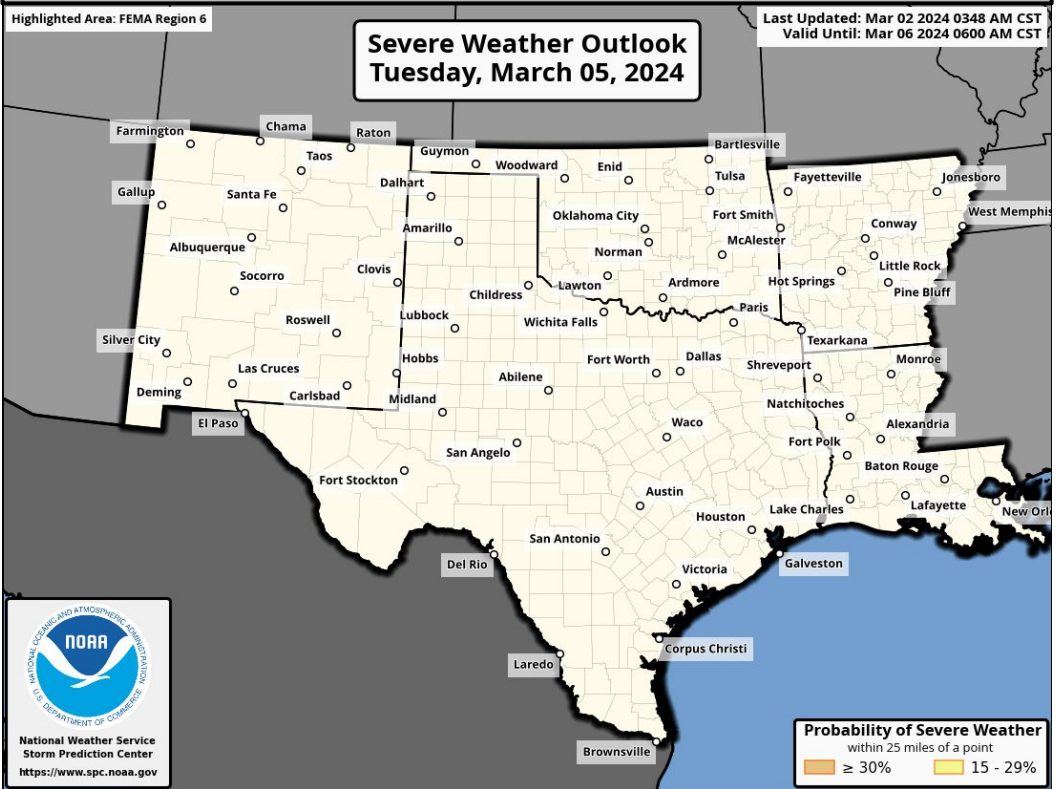 Highlighted Area: FEMA Region 6
Last Updated: Mar 02 2024 0348 AM CST
Valid Until: Mar 06 2024 0600 AM CST
Severe Weather Outlook
Tuesday, March 05, 2024
Farmington
Chama
Raton
Taos
Guymon
Woodward
Enid
Bartlesville
Tulsa
Fayetteville
Jonesboro
Gallup
Santa Fe
Dalhart
Amarillo
Oklahoma City
Fort Smith
West Memphis
Albuquerque
Norman
McAlester
Conway
Socorro
Clovis
Childress
Lawton
Ardmore
Hot Springs
Little Rock
Pine Bluff
Roswell
Lubbock
Wichita Falls
Paris
Texarkana
Silver City
Las Cruces
Hobbs
Fort Worth
Dallas
Shreveport
Monroe
Deming
Carlsbad
Midland
Abilene
Natchitoches
El Paso
Waco
Alexandria
San Angelo
Fort Polk
Fort Stockton
Baton Rouge
Austin
Houston
Lake Charles
Lafayette
New Orl
San Antonio
Del Rio
Victoria
Galveston
Laredo
Corpus Christi
Brownsville
NATIONAL OCEANIC AND ATMOSPHERIC ADMINISTRATION
NOAA
U.S. DEPARTMENT OF COMMERCE
National Weather Service
Storm Prediction Center
https://www.spc.noaa.gov
Probability of Severe Weather
within 25 miles of a point
≥ 30%
15 - 29%